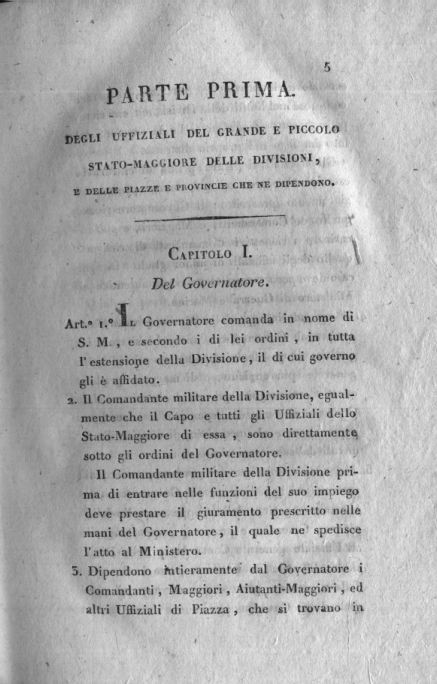 5
PARTE PRIMA.
DEGLI UFFIZIALI DEL GRANDE E PICCOLO
STATO-MAGGIORE DELLE DIVISIONI,
E DELLE PIAZZE E PROVINCIE CHE NE DIPENDONO.
CAPITOLO I.
Del Governatore.
Art.º 1.º IL Governatore comanda in nome di
S. M., e secondo i di lei ordini, in tutta
l'estensione della Divisione, il di cui governo
gli è affidato.
2. Il Comandante militare della Divisione, egual-
mente che il Capo e tutti gli Uffiziali dello
Stato-Maggiore di essa, sono direttamente
sotto gli ordini del Governatore.
Il Comandante militare della Divisione pri-
ma di entrare nelle funzioni del suo impiego
deve prestare il giuramento prescritto nelle
mani del Governatore, il quale ne spedisce
l'atto al Ministero.
3. Dipendono intieramente dal Governatore i
Comandanti, Maggiori, Aiutanti-Maggiori, ed
altri Uffiziali di Piazza, che si trovano in